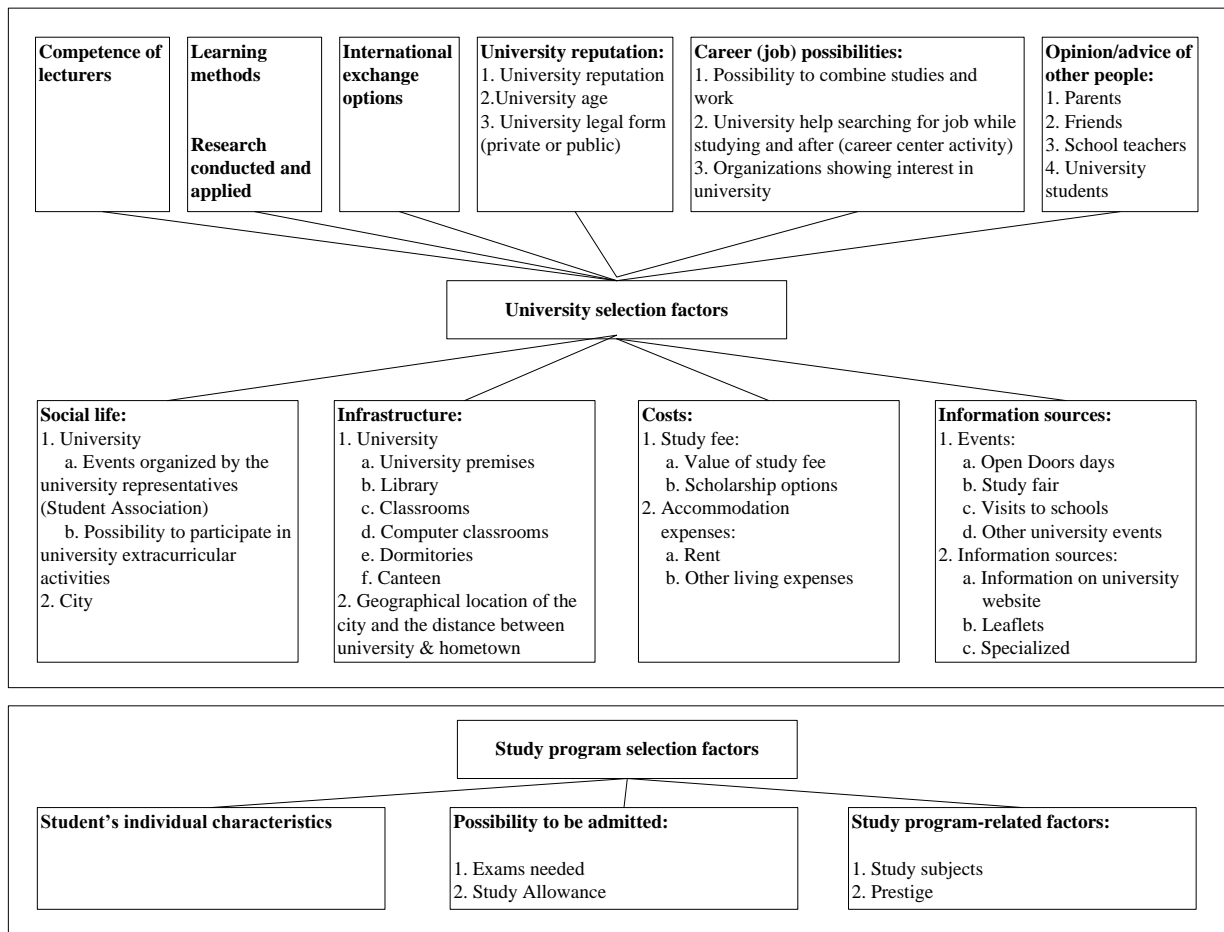 Competence of
lecturers
Learning
methods
Research
conducted and
applied
International
exchange
options
University reputation:
1. University reputation
2.University age
3. University legal form
(private or public)
Career (job) possibilities:
1. Possibility to combine studies and
work
2. University help searching for job while
studying and after (career center activity)
3. Organizations showing interest in
university
Opinion/advice of
other people:
1. Parents
2. Friends
3. School teachers
4. University
students
University selection factors
Social life:
1. University
a. Events organized by the
university representatives
(Student Association)
b. Possibility to participate in
university extracurricular
activities
2. City
Infrastructure:
1. University
a. University premises
b. Library
c. Classrooms
d. Computer classrooms
e. Dormitories
f. Canteen
2. Geographical location of the
city and the distance between
university & hometown
Costs:
1. Study fee:
a. Value of study fee
b. Scholarship options
2. Accommodation
expenses:
a. Rent
b. Other living expenses
Information sources:
1. Events:
a. Open Doors days
b. Study fair
c. Visits to schools
d. Other university events
2. Information sources:
a. Information on university
website
b. Leaflets
c. Specialized
Study program selection factors
Student’s individual characteristics
Possibility to be admitted:
1. Exams needed
2. Study Allowance
Study program-related factors:
1. Study subjects
2. Prestige